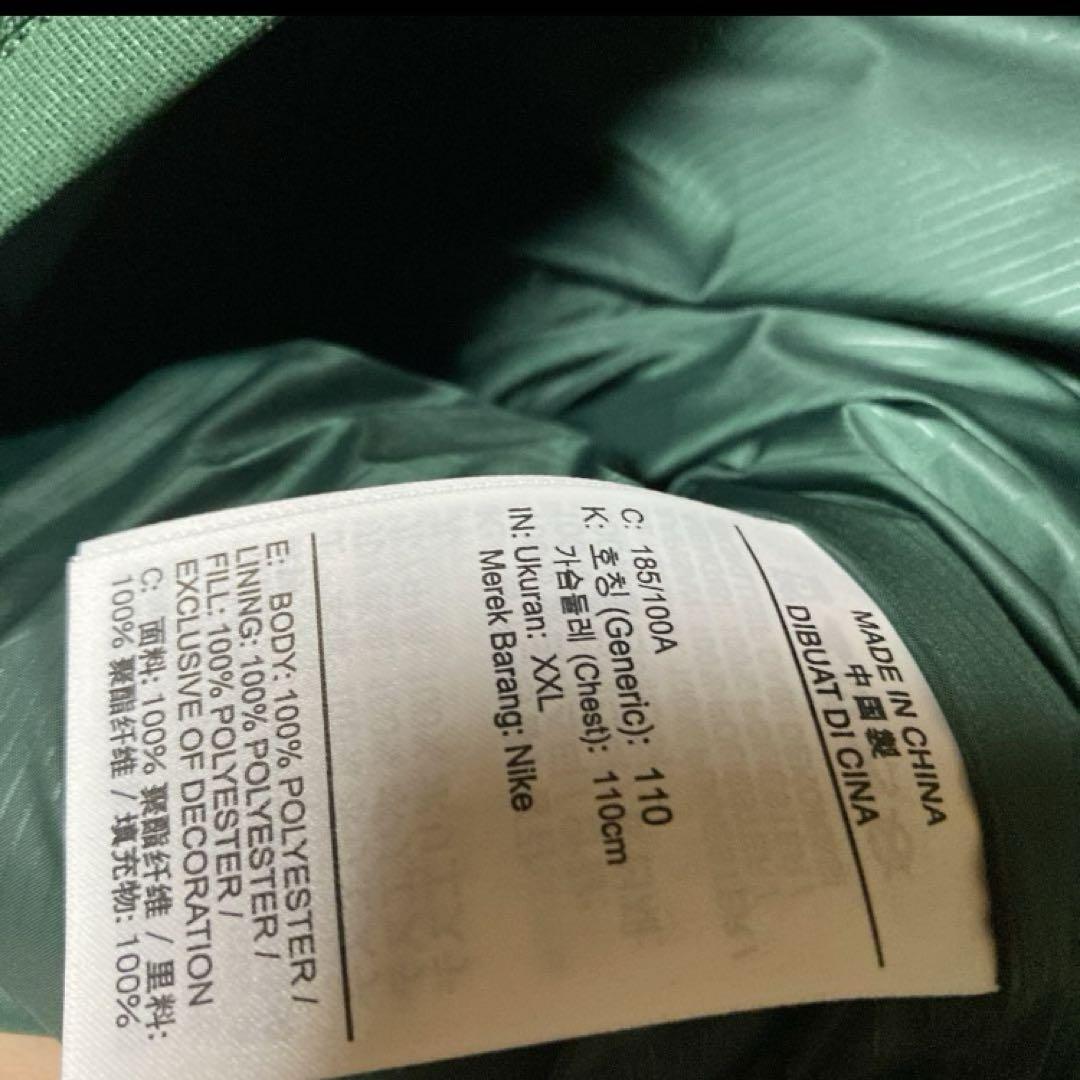 MADE IN CHINA
中国製
DIBUAT DI CINA
C: 185/100A
K: 호칭 (Generic): 110
가슴둘레 (Chest): 110cm
IN: Ukuran: XXL
Merek Barang: Nike
E: BODY: 100% POLYESTER /
LINING: 100% POLYESTER /
FILL: 100% POLYESTER /
EXCLUSIVE OF DECORATION
C: 面料: 100% 聚酯纤维 / 里料:
100% 聚酯纤维 / 填充物: 100%